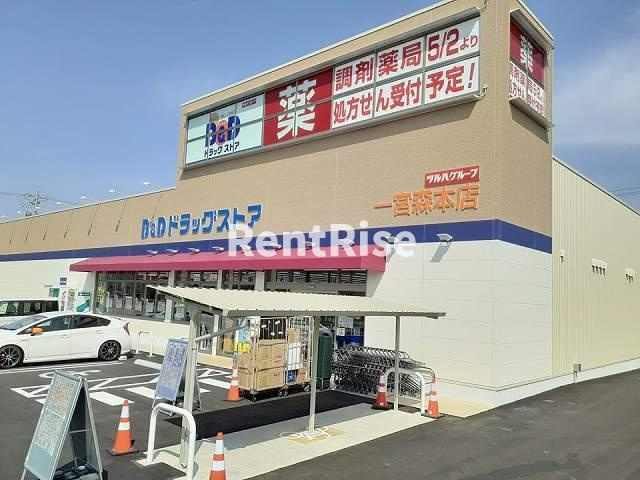 B&D
ドラッグストア
薬
調剤薬局 5/2より
処方せん受付 予定!
薬
ツルハグループ
一宮森本店
B&Dドラッグストア
RentRise